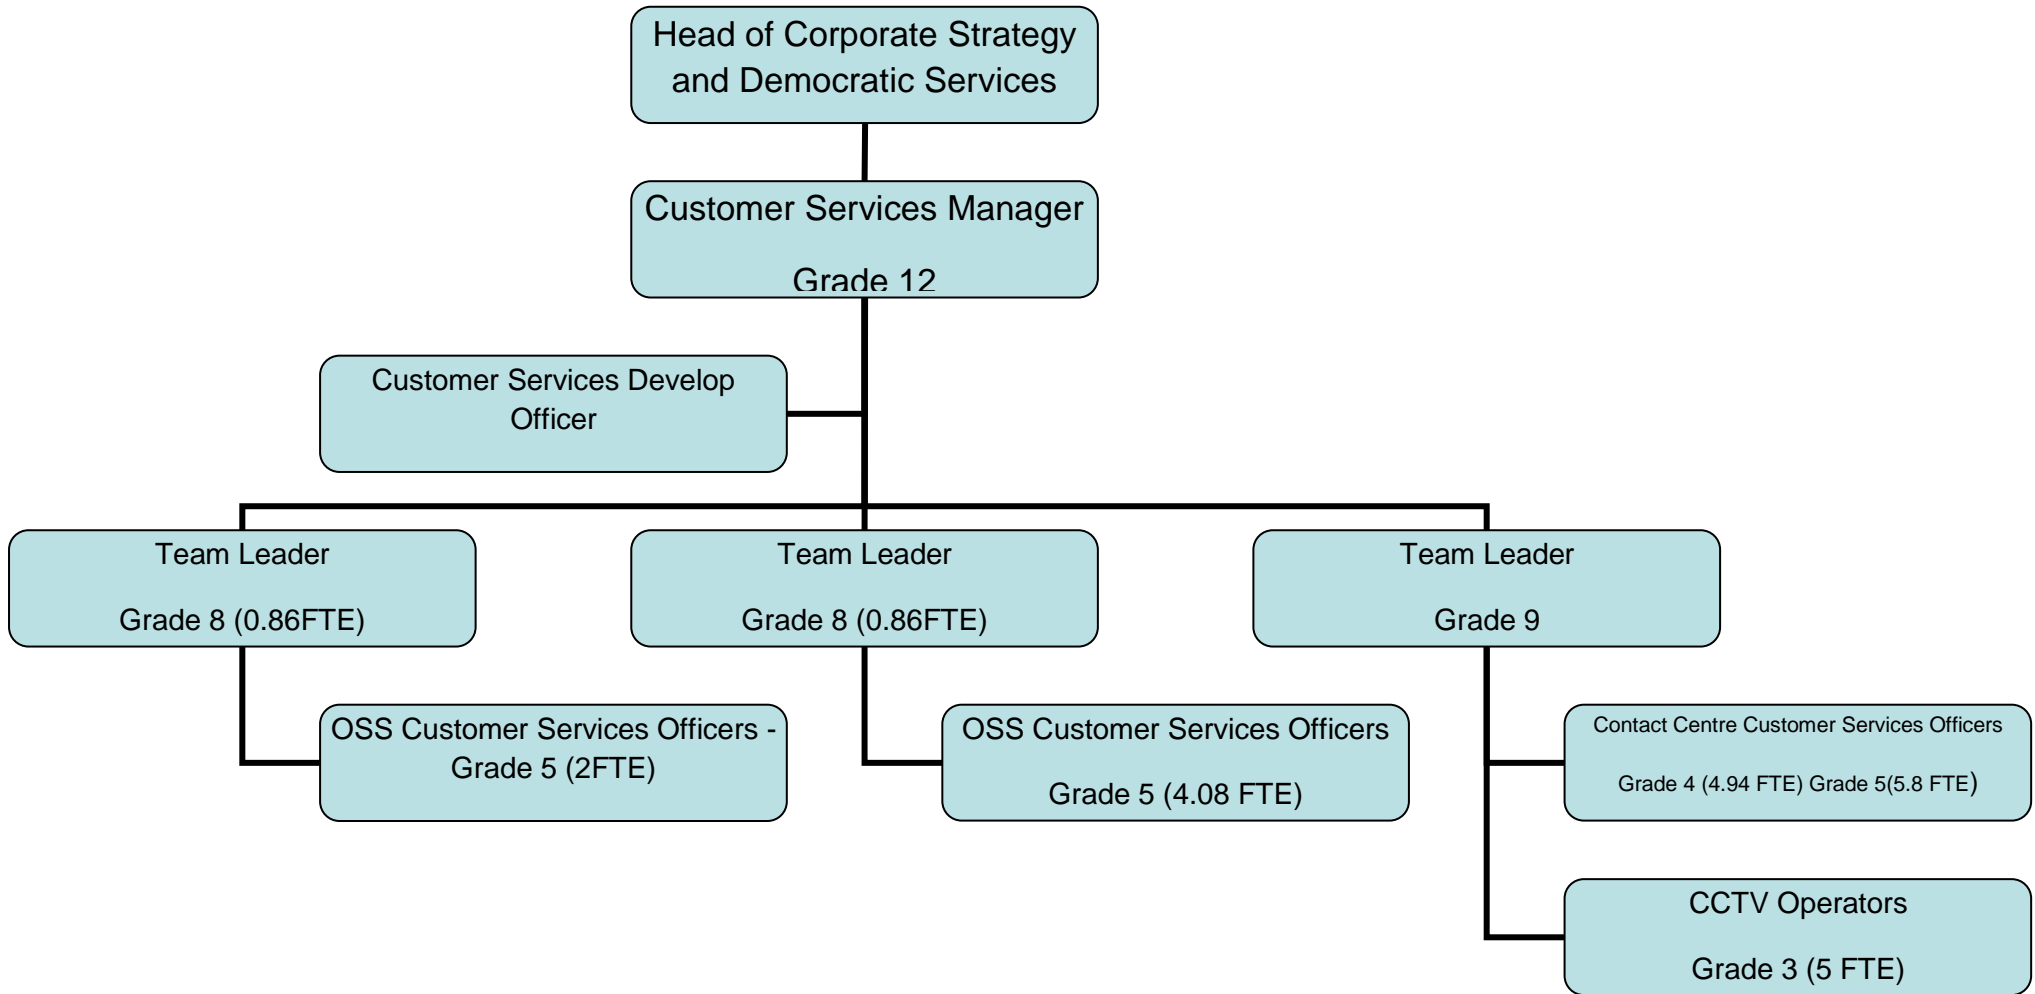 Head of Corporate Strategy
and Democratic Services
Customer Services Manager
Grade 12
Customer Services Develop
Officer
Team Leader
Grade 8 (0.86FTE)
Team Leader
Grade 8 (0.86FTE)
Team Leader
Grade 9
OSS Customer Services Officers -
Grade 5 (2FTE)
OSS Customer Services Officers
Grade 5 (4.08 FTE)
Contact Centre Customer Services Officers
Grade 4 (4.94 FTE) Grade 5(5.8 FTE)
CCTV Operators
Grade 3 (5 FTE)